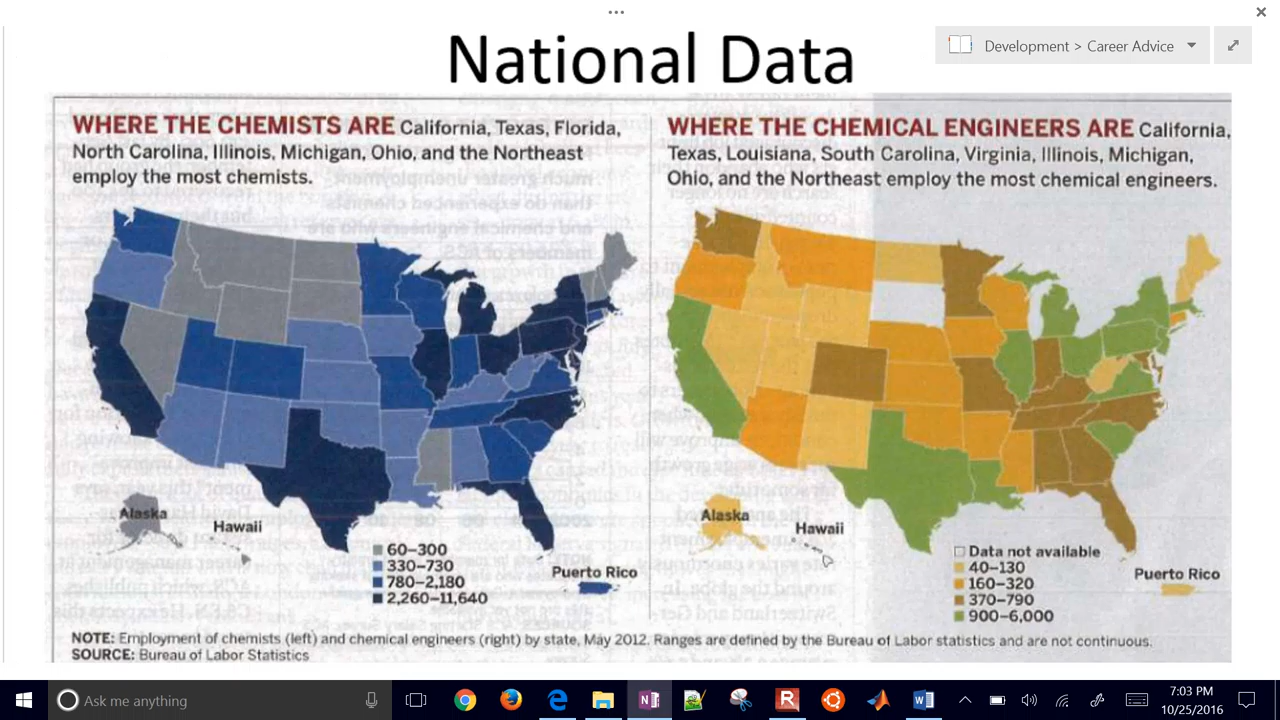 National Data
Development > Career Advice
WHERE THE CHEMISTS ARE California, Texas, Florida,
North Carolina, Illinois, Michigan, Ohio, and the Northeast
employ the most chemists.
WHERE THE CHEMICAL ENGINEERS ARE California,
Texas, Louisiana, South Carolina, Virginia, Illinois, Michigan,
Ohio, and the Northeast employ the most chemical engineers.
Alaska
Hawaii
60–300
330–730
780–2,180
2,260–11,640
Puerto Rico
Alaska
Hawaii
Data not available
40–130
160–320
370–790
900–6,000
Puerto Rico
NOTE: Employment of chemists (left) and chemical engineers (right) by state, May 2012. Ranges are defined by the Bureau of Labor statistics and are not continuous.
SOURCE: Bureau of Labor Statistics
Ask me anything
7:03 PM
10/25/2016